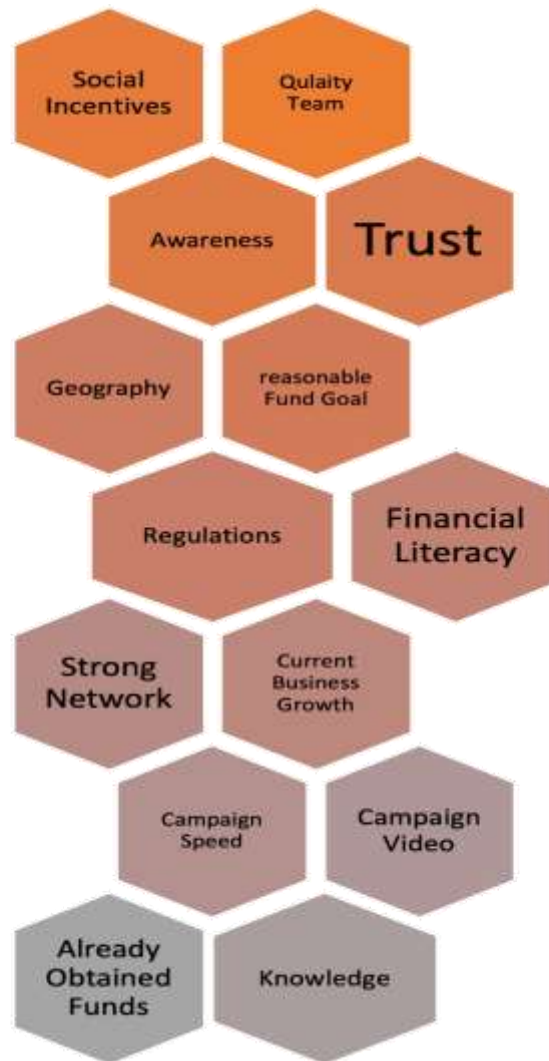 Social
Incentives
Qulaity
Team
Awareness
Trust
Geography
reasonable
Fund Goal
Regulations
Financial
Literacy
Strong
Network
Current
Business
Growth
Campaign
Speed
Campaign
Video
Already
Obtained
Funds
Knowledge